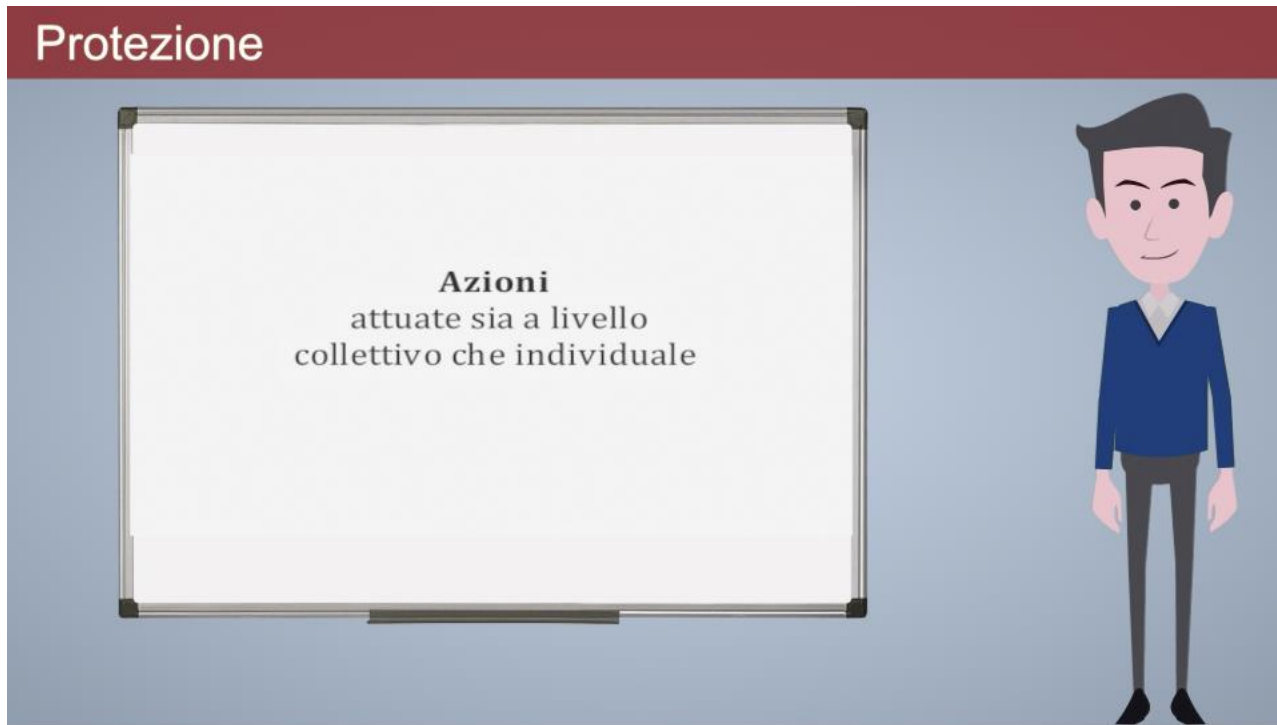 Protezione
Azioni
attuate sia a livello
collettivo che individuale